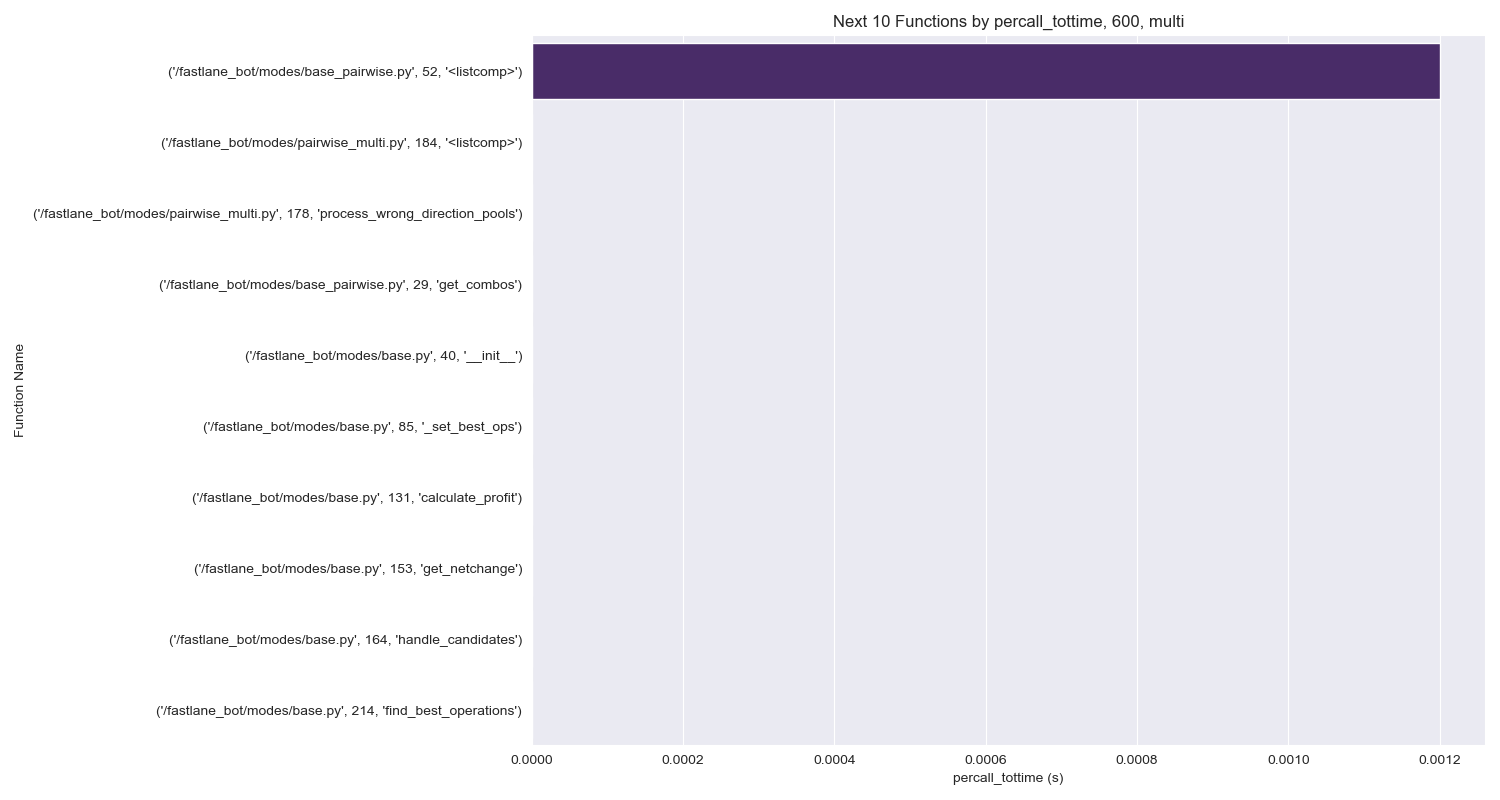 Next 10 Functions by percall_tottime, 600, multi
('/fastlane_bot/modes/base_pairwise.py', 52, '<listcomp>')
('/fastlane_bot/modes/pairwise_multi.py', 184, '<listcomp>')
('/fastlane_bot/modes/pairwise_multi.py', 178, 'process_wrong_direction_pools')
('/fastlane_bot/modes/base_pairwise.py', 29, 'get_combos')
('/fastlane_bot/modes/base.py', 40, '__init__')
('/fastlane_bot/modes/base.py', 85, '_set_best_ops')
('/fastlane_bot/modes/base.py', 131, 'calculate_profit')
('/fastlane_bot/modes/base.py', 153, 'get_netchange')
('/fastlane_bot/modes/base.py', 164, 'handle_candidates')
('/fastlane_bot/modes/base.py', 214, 'find_best_operations')
Function Name
0.0000 0.0002 0.0004 0.0006 0.0008 0.0010 0.0012
percall_tottime (s)